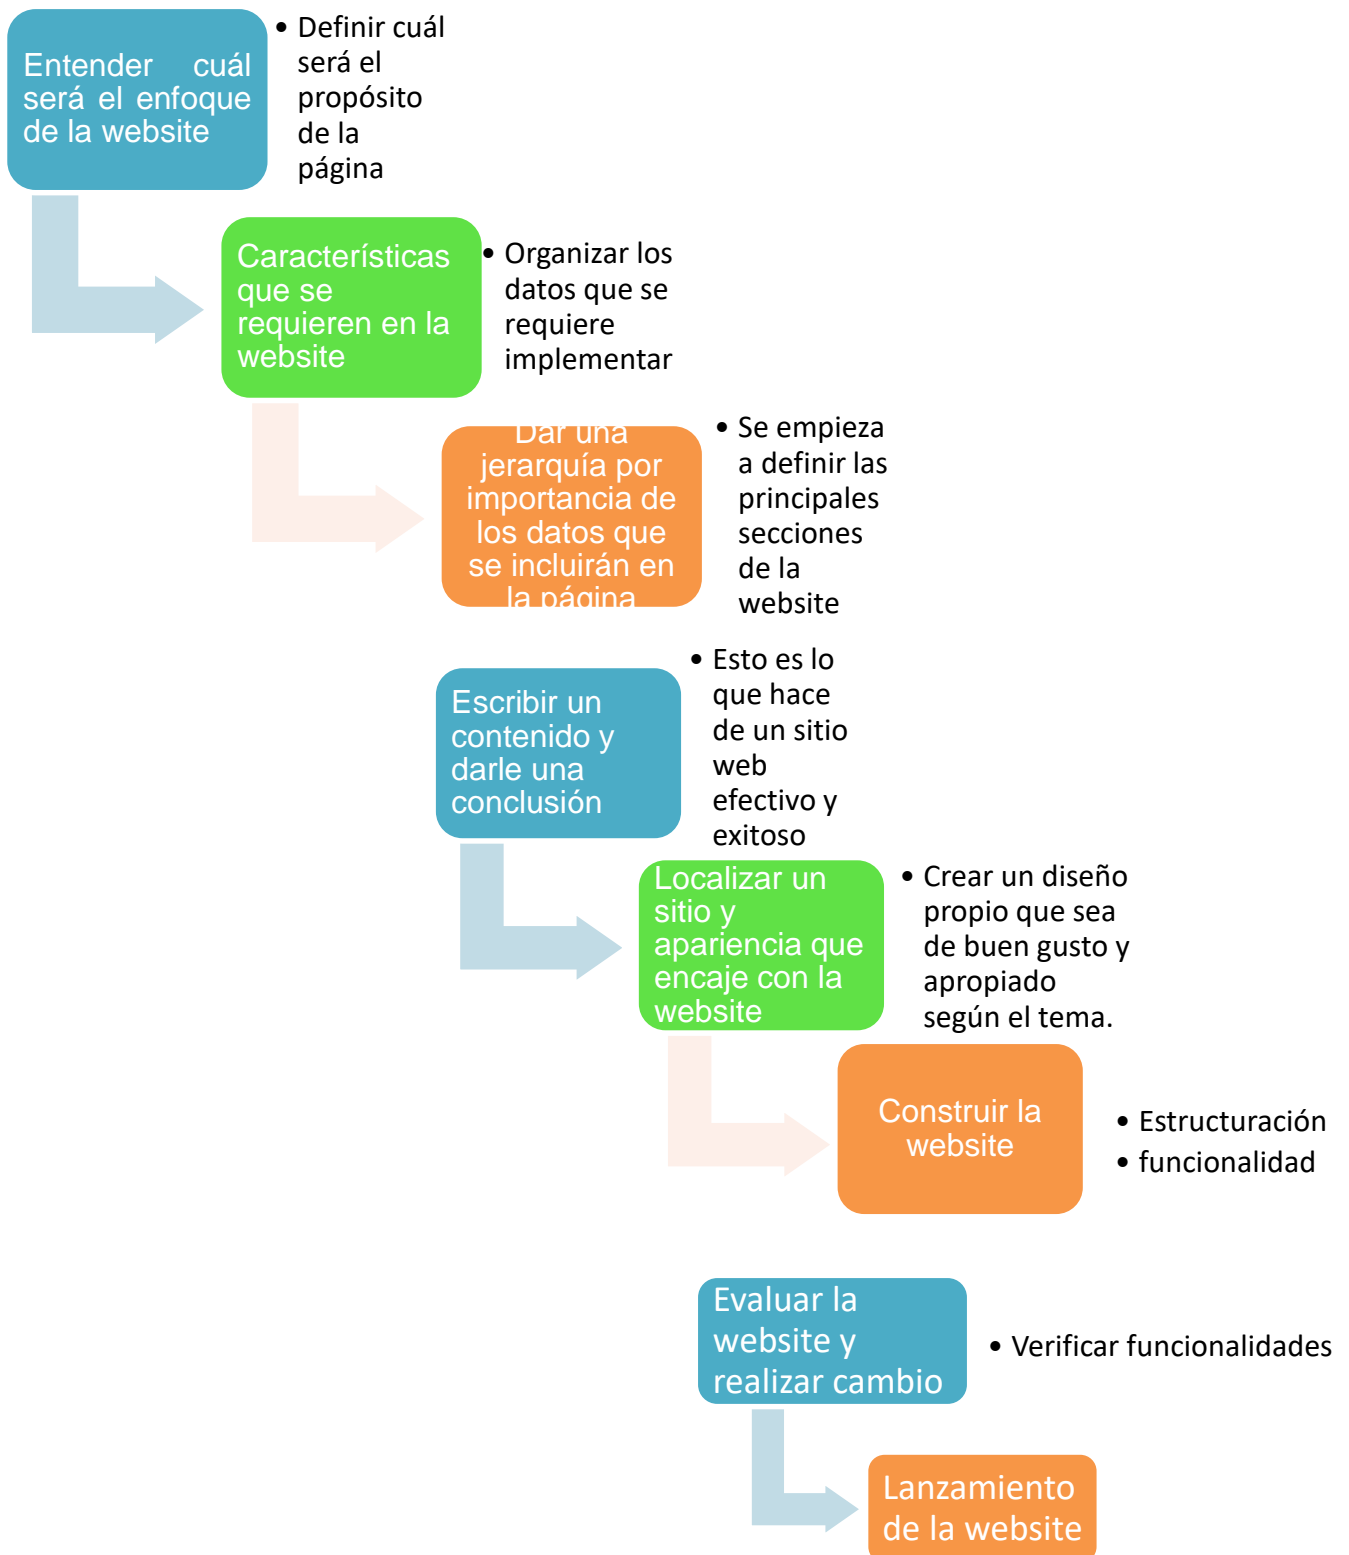 Entender cuál
será el enfoque
de la website
• Definir cuál
será el
propósito
de la
página
Característícas
que se
requieren en la
website
• Organizar los
datos que se
requiere
implementar
Dar una
jerarquía por
importancia de
los datos que
se incluirán en
la página
• Se empieza
a definir las
principales
secciones
de la
website
Escribir un
contenido y
darle una
conclusión
• Esto es lo
que hace
de un sitio
web
efectivo y
exitoso
Localizar un
sitio y
apariencia que
encaje con la
website
• Crear un diseño
propio que sea
de buen gusto y
apropiado
según el tema.
Construir la
website
• Estructuración
• funcionalidad
Evaluar la
website y
realizar cambio
• Verificar funcionalidades
Lanzamiento
de la website